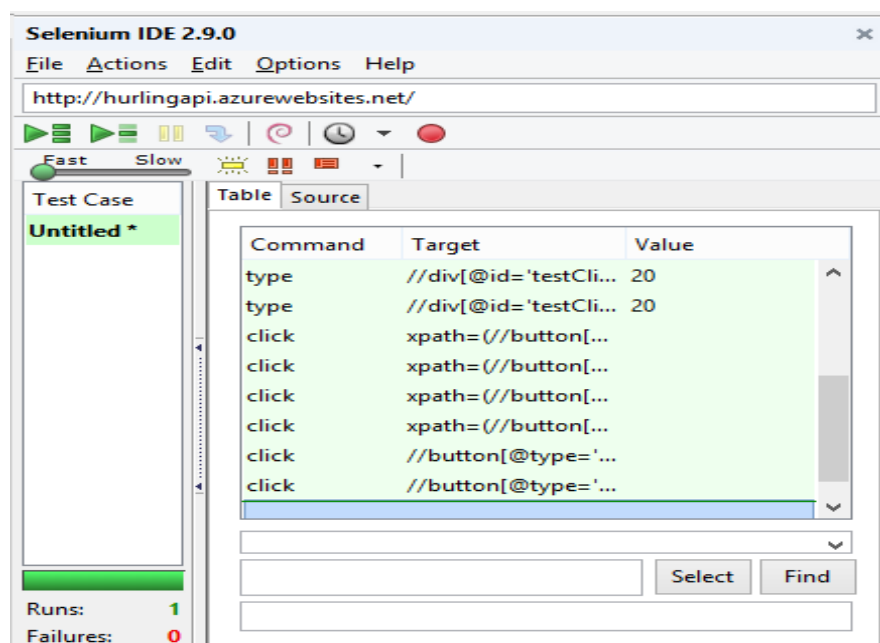 Selenium IDE 2.9.0
File Actions Edit Options Help
http://hurlingapi.azurewebsites.net/
Fast Slow
Test Case
Untitled *
Table Source
Command Target Value
type //div[@id='testCli... 20
type //div[@id='testCli... 20
click xpath=(//button[...
click xpath=(//button[...
click xpath=(//button[...
click xpath=(//button[...
click //button[@type='...
click //button[@type='...
Select Find
Runs: 1
Failures: 0